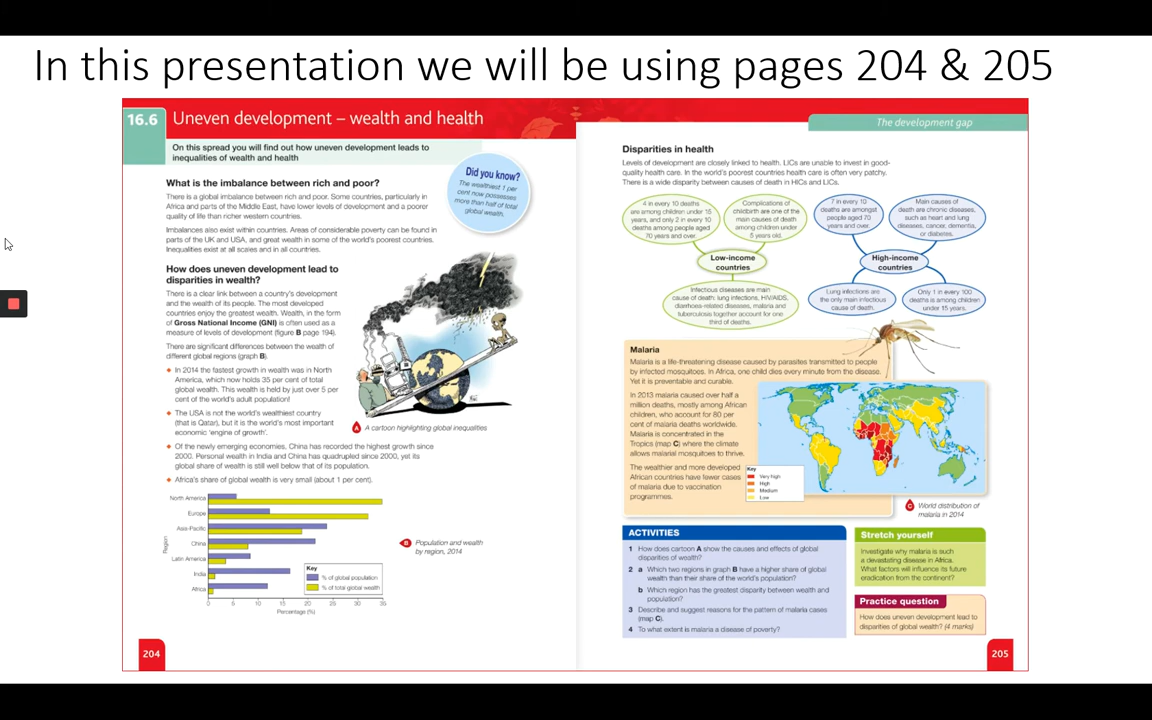 In this presentation we will be using pages 204 & 205
16.6
Uneven development – wealth and health
On this spread you will find out how uneven development leads to
inequalities of wealth and health
What is the imbalance between rich and poor?
There is a global imbalance between rich and poor. Some countries, particularly in
Africa and parts of the Middle East, have lower levels of development and a poorer
quality of life than richer western countries.
Imbalances also exist within countries. Areas of considerable poverty can be found in
parts of the UK and USA, and great wealth in some of the world's poorest countries.
Inequalities exist at all scales and in all countries.
Did you know?
The wealthiest 1 per
cent now possesses
more than half of total
global wealth.
How does uneven development lead to
disparities in wealth?
There is a clear link between a country's development
and the wealth of its people. The most developed
countries enjoy the greatest wealth. Wealth, in the form
of Gross National Income (GNI) is often used as a
measure of levels of development (figure B page 194).
There are significant differences between the wealth of
different global regions (graph B).
In 2014 the fastest growth in wealth was in North
America, which now holds 35 per cent of total
global wealth. This wealth is held by just over 5 per
cent of the world's adult population!
The USA is not the world's wealthiest country
(that is Qatar), but it is the world's most important
economic 'engine of growth'.
Of the newly emerging economies, China has recorded the highest growth since
2000. Personal wealth in India and China has quadrupled since 2000, yet its
global share of wealth is still well below that of its population.
Africa's share of global wealth is very small (about 1 per cent).
A A cartoon highlighting global inequalities
North America
Europe
Asia-Pacific
China
Latin America
India
Africa
Region
0 5 10 15 20 25 30 35
Percentage (%)
Key
% of global population
% of total global wealth
B Population and wealth
by region, 2014
204
The development gap
Disparities in health
Levels of development are closely linked to health. LICs are unable to invest in good-
quality health care. In the world's poorest countries health care is often very patchy.
There is a wide disparity between causes of death in HICs and LICs.
4 in every 10 deaths
are among children under 15
years, and only 2 in every 10
deaths among people aged
70 years and over.
Complications of
childbirth are one of the
main causes of death
among children under
5 years old.
Low-income
countries
Infectious diseases are main
cause of death: lung infections, HIV/AIDS,
diarrhoea-related diseases, malaria and
tuberculosis together account for one
third of deaths.
7 in every 10
deaths are amongst
people aged 70
years and over.
Main causes of
death are chronic diseases,
such as heart and lung
diseases, cancer, dementia,
or diabetes.
High-income
countries
Lung infections are
the only main infectious
cause of death.
Only 1 in every 100
deaths is among children
under 15 years.
Malaria
Malaria is a life-threatening disease caused by parasites transmitted to people
by infected mosquitoes. In Africa, one child dies every minute from the disease.
Yet it is preventable and curable.
In 2013 malaria caused over half a
million deaths, mostly among African
children, who account for 80 per
cent of malaria deaths worldwide.
Malaria is concentrated in the
Tropics (map C) where the climate
allows malarial mosquitoes to thrive.
The wealthier and more developed
African countries have fewer cases
of malaria due to vaccination
programmes.
Key
Very high
High
Medium
Low
C World distribution of
malaria in 2014
ACTIVITIES
1 How does cartoon A show the causes and effects of global
disparities of wealth?
2 a Which two regions in graph B have a higher share of global
wealth than their share of the world's population?
b Which region has the greatest disparity between wealth and
population?
3 Describe and suggest reasons for the pattern of malaria cases
(map C).
4 To what extent is malaria a disease of poverty?
Stretch yourself
Investigate why malaria is such
a devastating disease in Africa.
What factors will influence its future
eradication from the continent?
Practice question
How does uneven development lead to
disparities of global wealth? (4 marks)
205